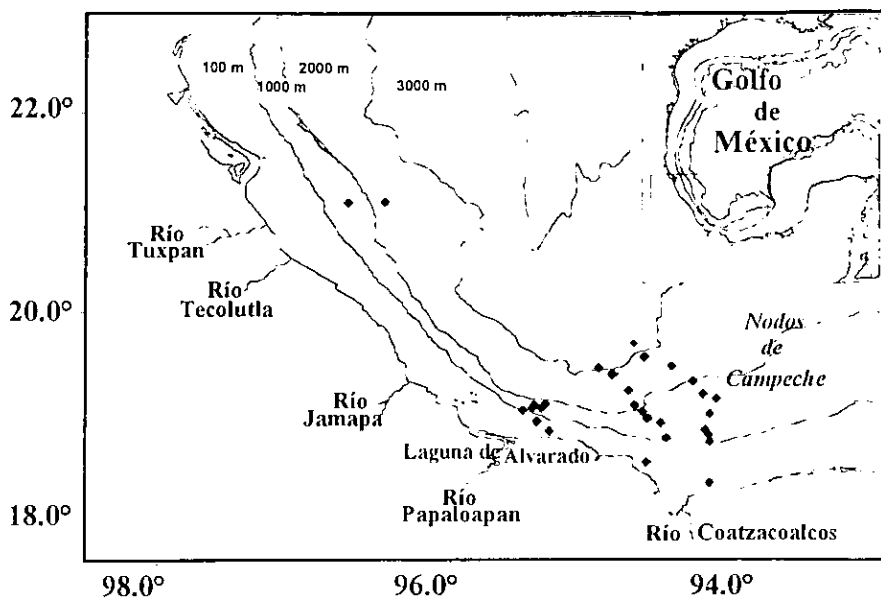 100 m
2000 m
1000 m
3000 m
Golfo
de
México
22.0°
Río
Tuxpan
Río
Tecolutla
20.0°
Nodos
de
Campeche
Río
Jamapa
Laguna de Alvarado
Río
Papaloapan
18.0°
Río Coatzacoalcos
98.0°
96.0°
94.0°